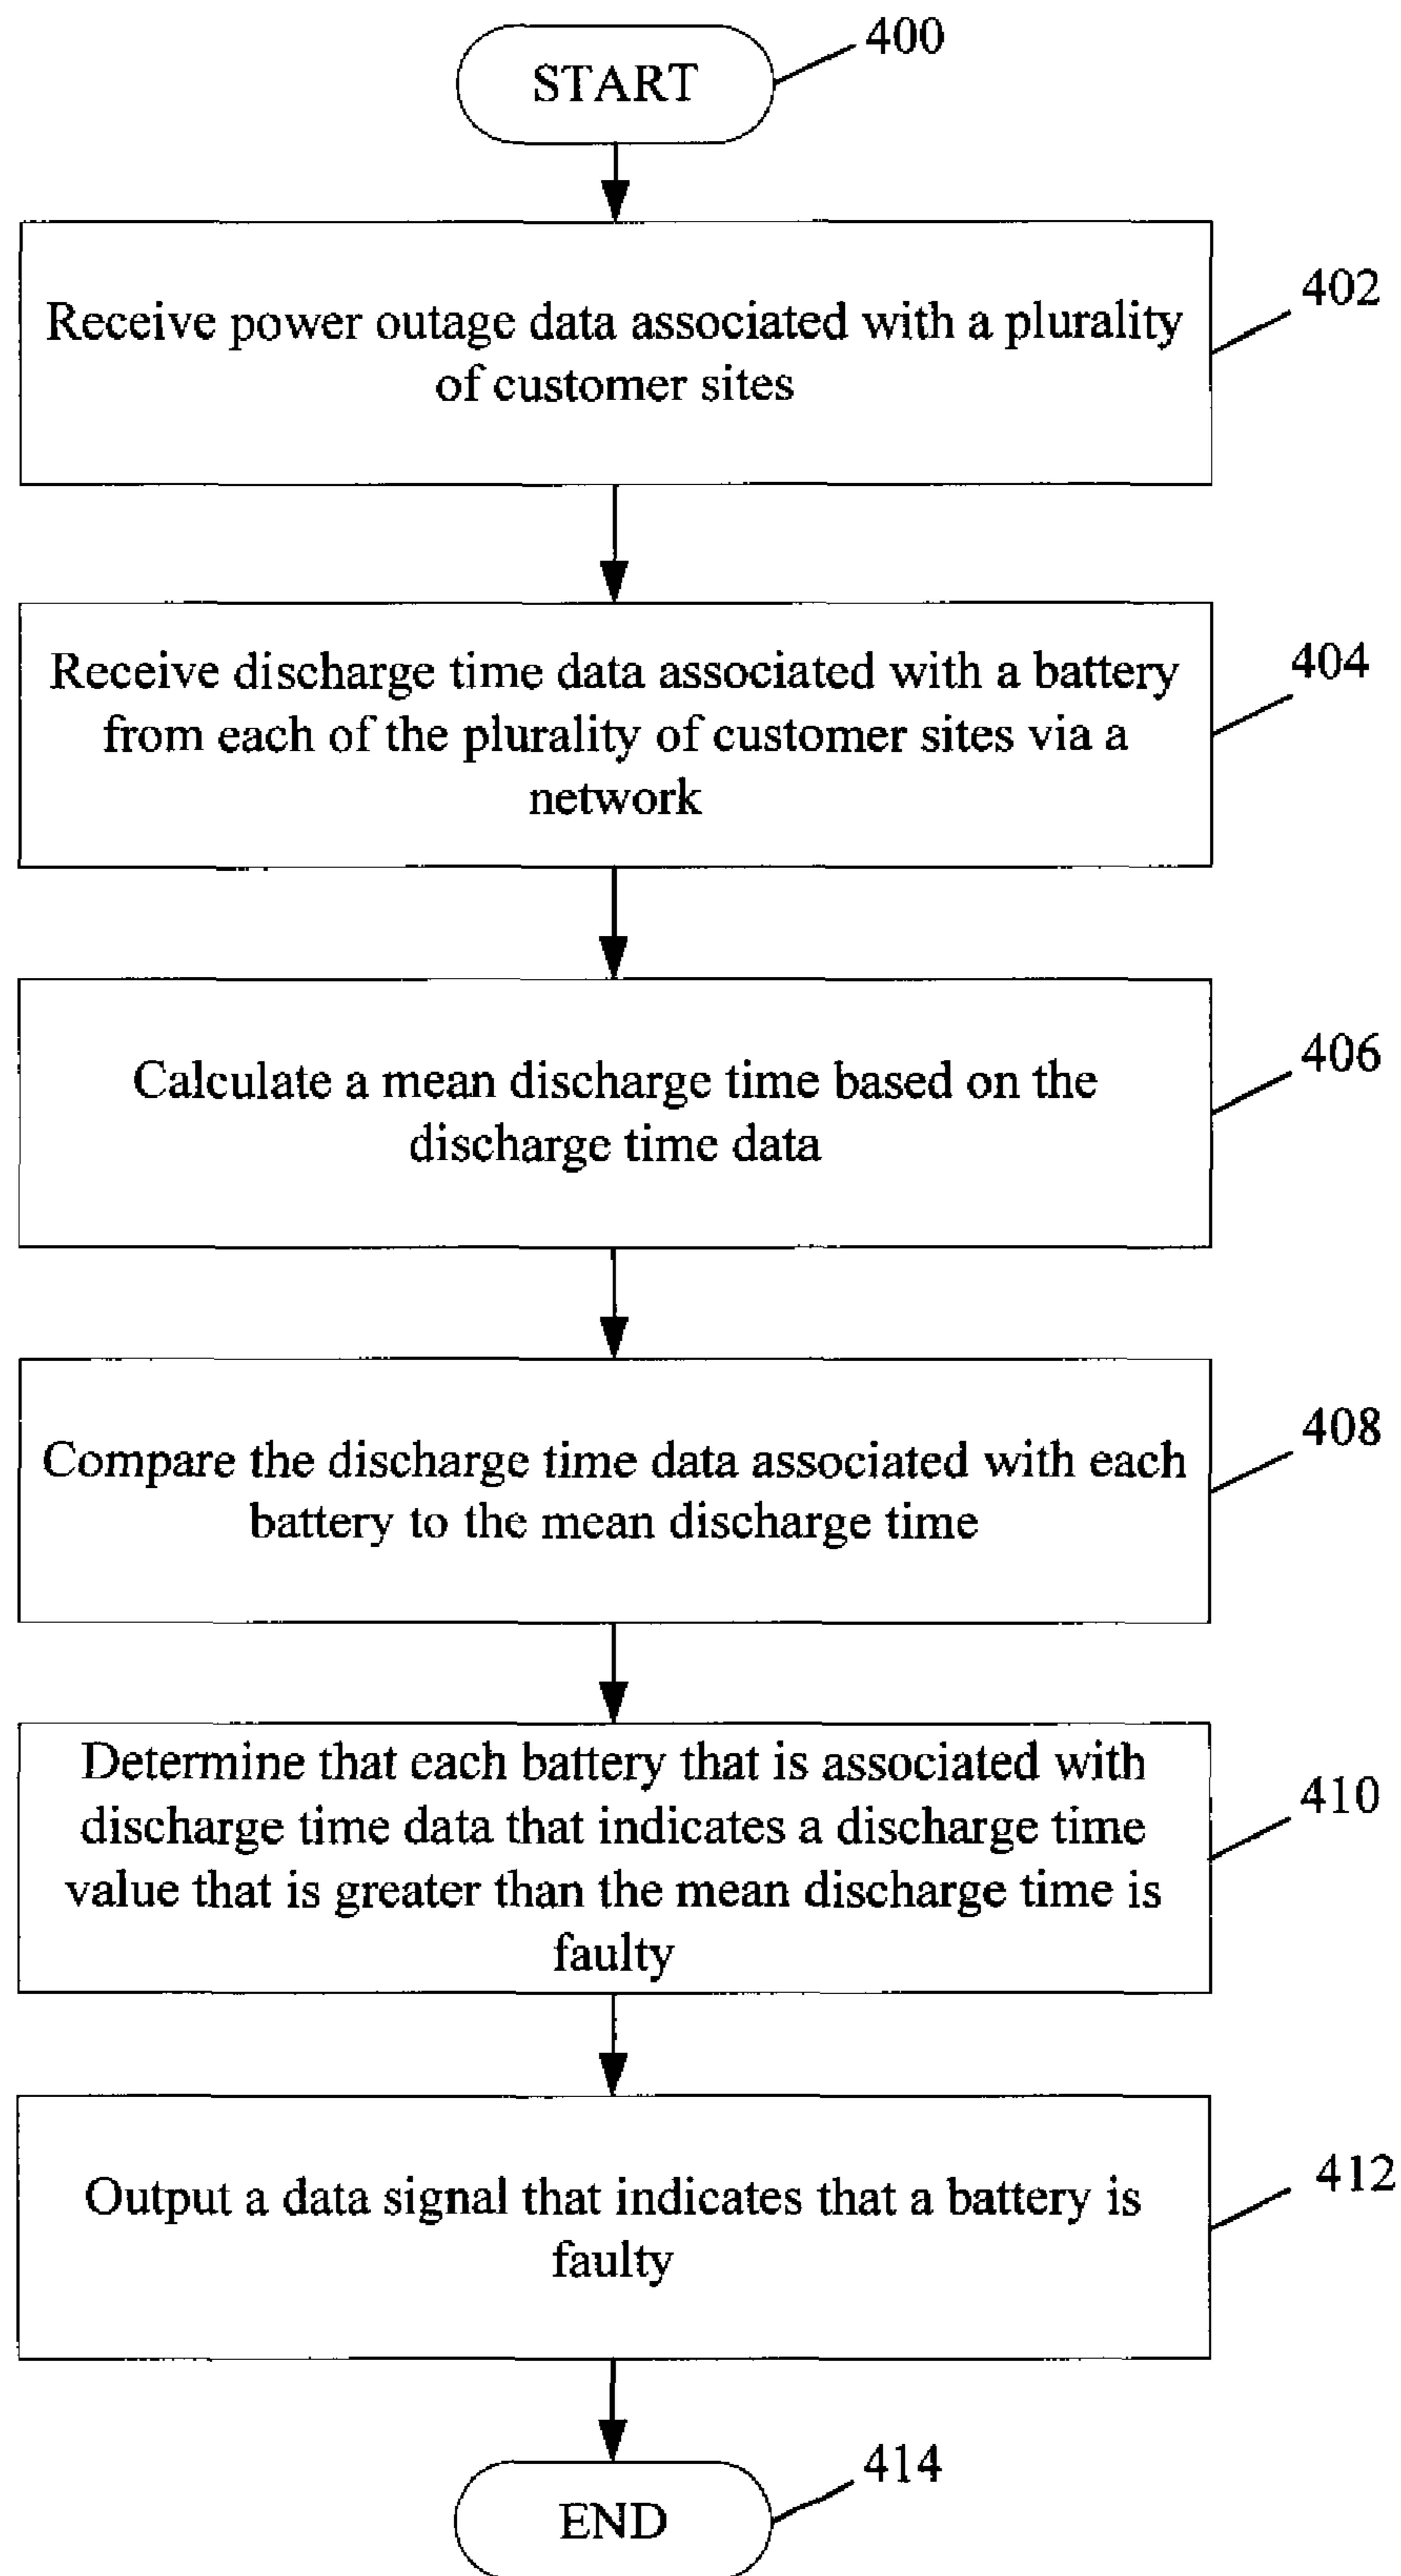 START
400
Receive power outage data associated with a plurality
of customer sites
402
Receive discharge time data associated with a battery
from each of the plurality of customer sites via a
network
404
Calculate a mean discharge time based on the
discharge time data
406
Compare the discharge time data associated with each
battery to the mean discharge time
408
Determine that each battery that is associated with
discharge time data that indicates a discharge time
value that is greater than the mean discharge time is
faulty
410
Output a data signal that indicates that a battery is
faulty
412
END
414